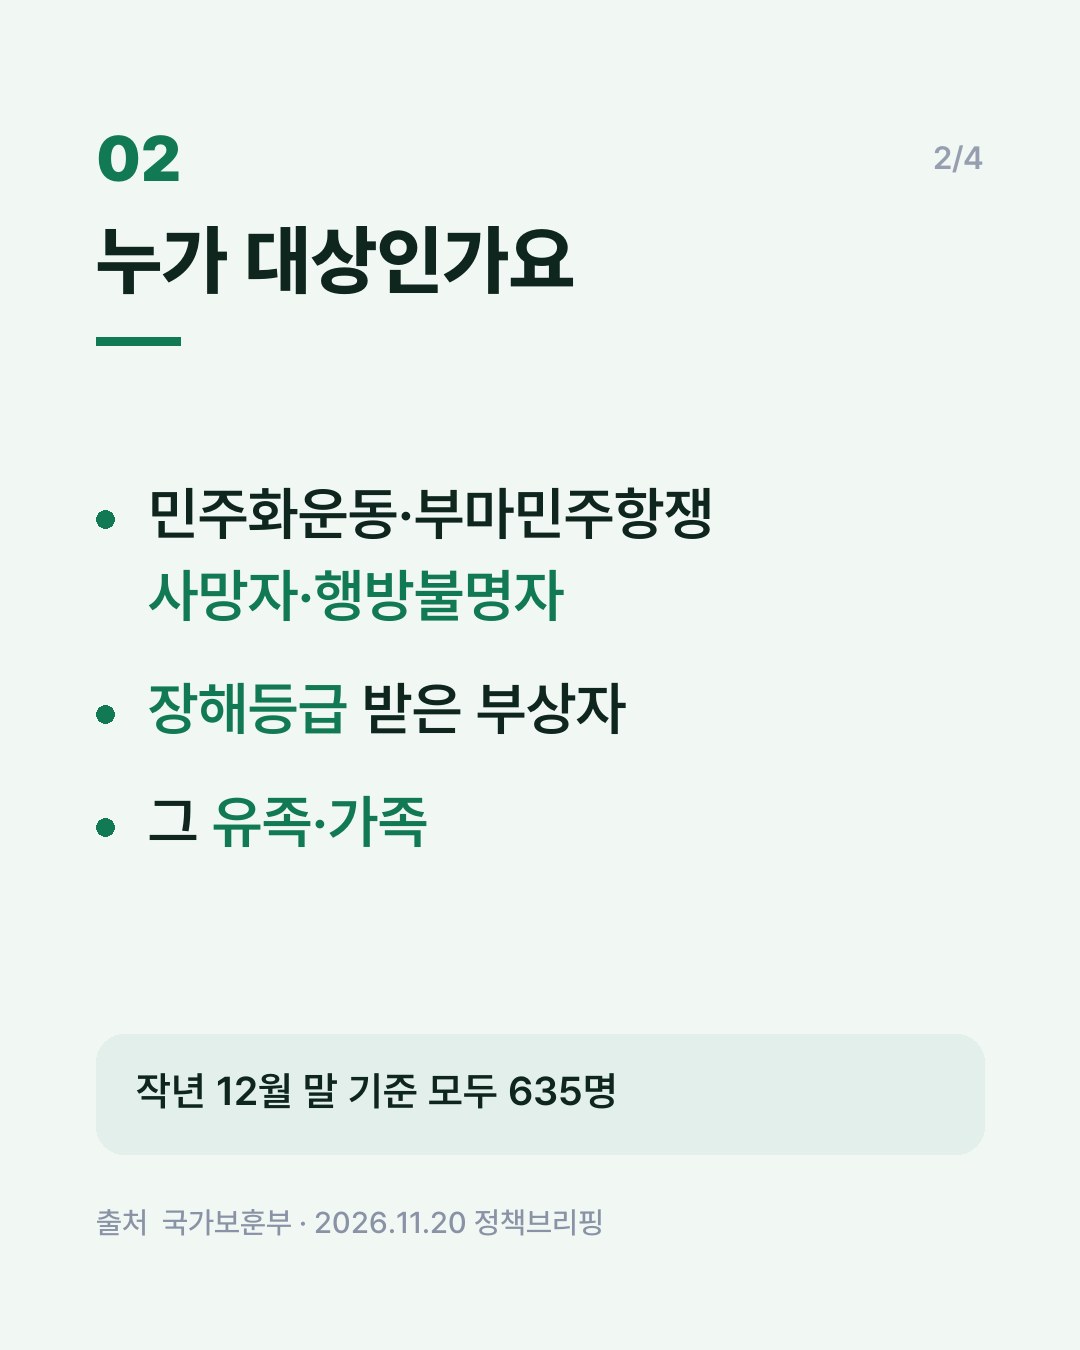 02
2/4
누가 대상인가요
민주화운동·부마민주항쟁
사망자·행방불명자
장해등급 받은 부상자
그 유족·가족
작년 12월 말 기준 모두 635명
출처 국가보훈부 · 2026.11.20 정책브리핑